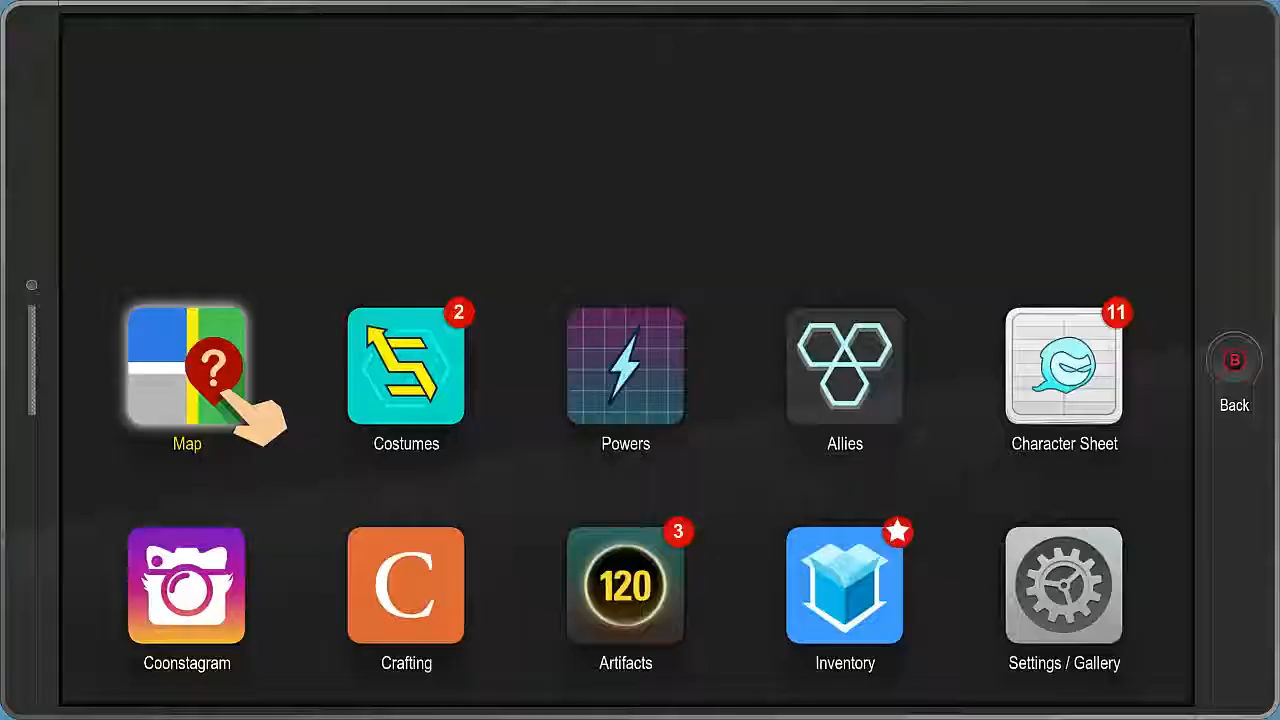 ?
2
11
Map
Costumes
Powers
Allies
Character Sheet
B
Back
C
3
120
Coonstagram
Crafting
Artifacts
Inventory
Settings / Gallery